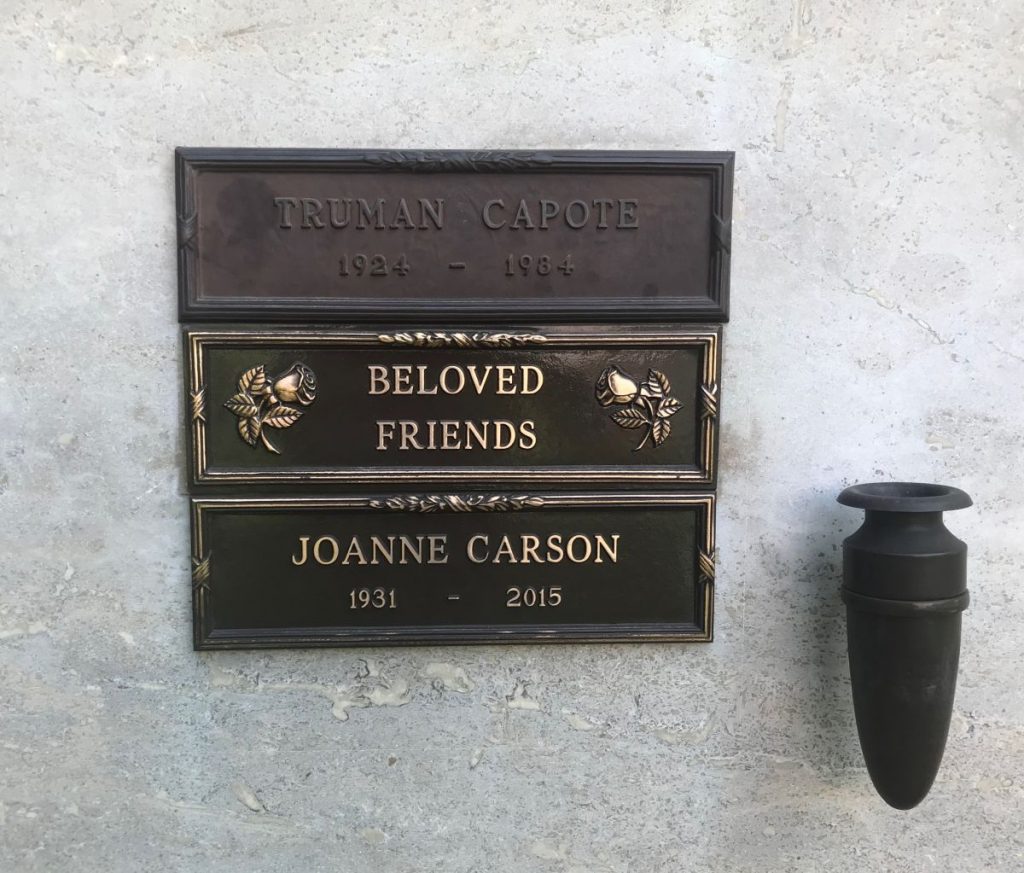 TRUMAN CAPOTE
1924 - 1984
BELOVED
FRIENDS
JOANNE CARSON
1931 - 2015